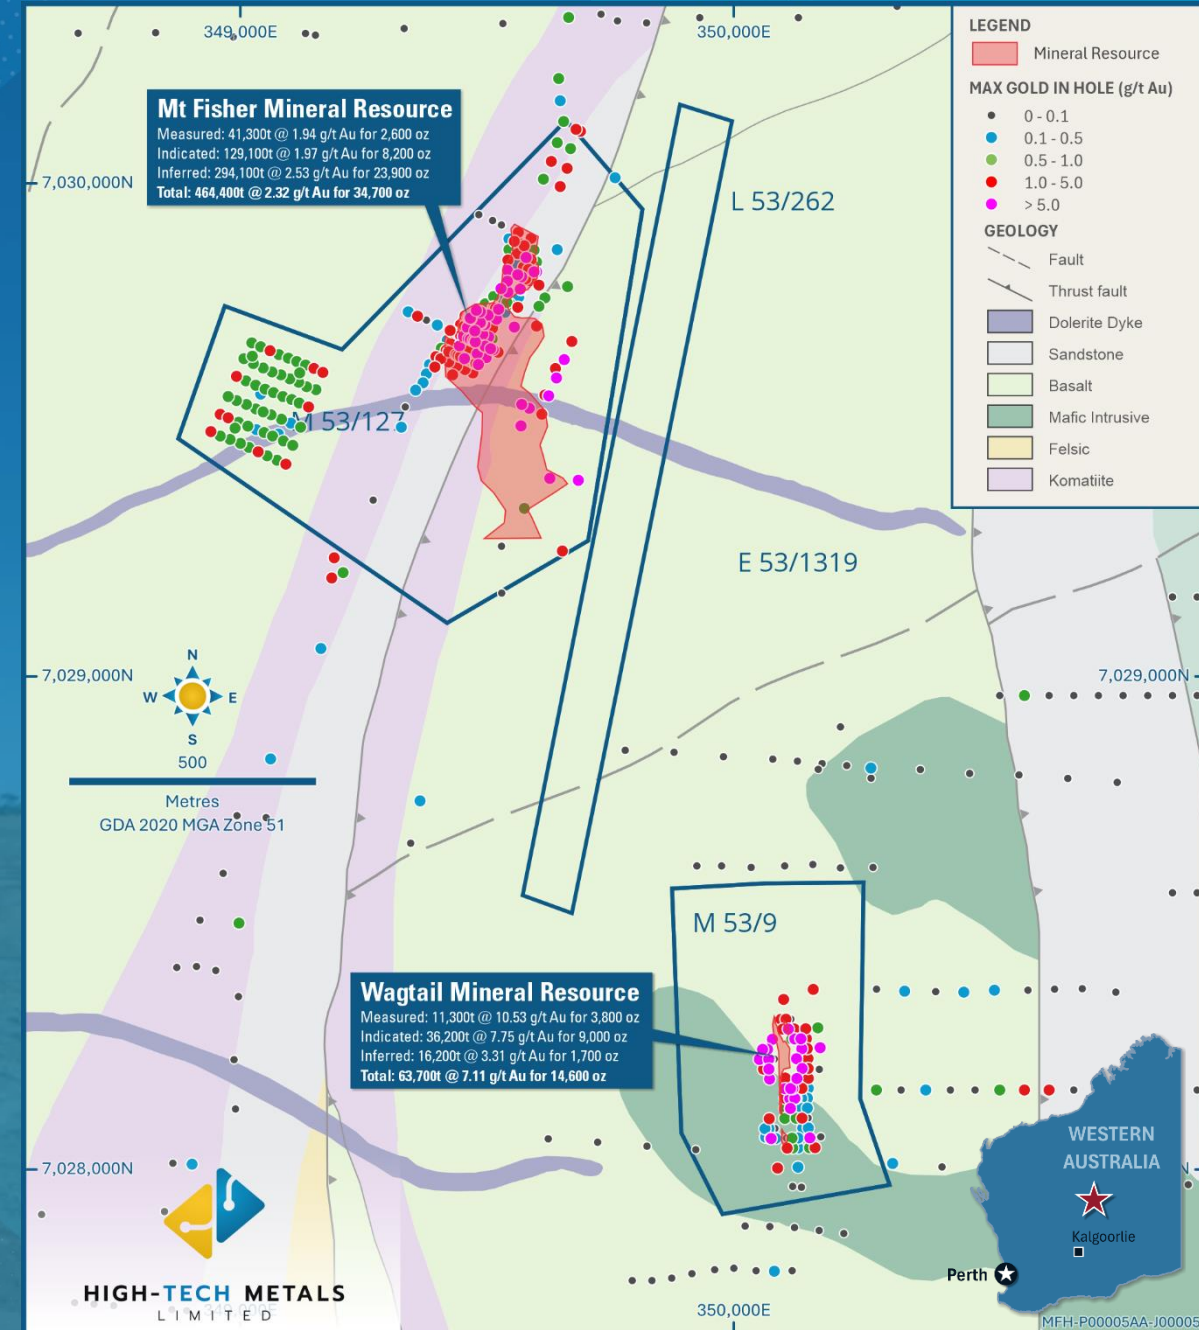 349,000E
350,000E
LEGEND
Mineral Resource
MAX GOLD IN HOLE (g/t Au)
0 - 0.1
0.1 - 0.5
0.5 - 1.0
1.0 - 5.0
> 5.0
GEOLOGY
Fault
Thrust fault
Dolerite Dyke
Sandstone
Basalt
Mafic Intrusive
Felsic
Komatiite
Mt Fisher Mineral Resource
Measured: 41,300t @ 1.94 g/t Au for 2,600 oz
Indicated: 129,100t @ 1.97 g/t Au for 8,200 oz
Inferred: 294,100t @ 2.53 g/t Au for 23,900 oz
Total: 464,400t @ 2.32 g/t Au for 34,700 oz
7,030,000N
L 53/262
M 53/127
E 53/1319
N
W E
S
7,029,000N
7,029,000N
500
Metres
GDA 2020 MGA Zone 51
M 53/9
Wagtail Mineral Resource
Measured: 11,300t @ 10.53 g/t Au for 3,800 oz
Indicated: 36,200t @ 7.75 g/t Au for 9,000 oz
Inferred: 16,200t @ 3.31 g/t Au for 1,700 oz
Total: 63,700t @ 7.11 g/t Au for 14,600 oz
7,028,000N
N
WESTERN
AUSTRALIA
Kalgoorlie
Perth
HIGH-TECH METALS
LIMITED
349,000E
350,000E
MFH-P00005AA-J00005